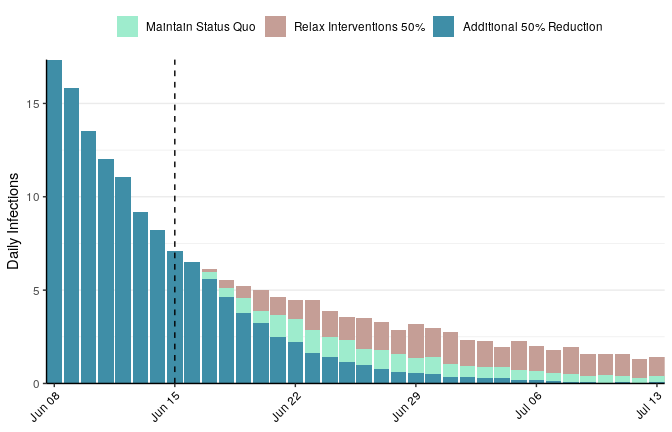 Maintain Status Quo Relax Interventions 50% Additional 50% Reduction
Daily Infections
15
10
5
0
Jun 08 Jun 15 Jun 22 Jun 29 Jul 06 Jul 13